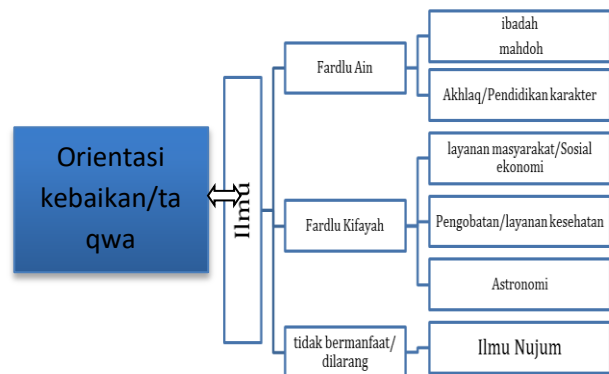 Orientasi
kebaikan/ta
qwa
Ilmu
Fardlu Ain
ibadah
mahdoh
Akhlaq/Pendidikan karakter
Fardlu Kifayah
layanan masyarakat/Sosial
ekonomi
Pengobatan/layanan kesehatan
Astronomi
tidak bermanfaat/
dilarang
Ilmu Nujum